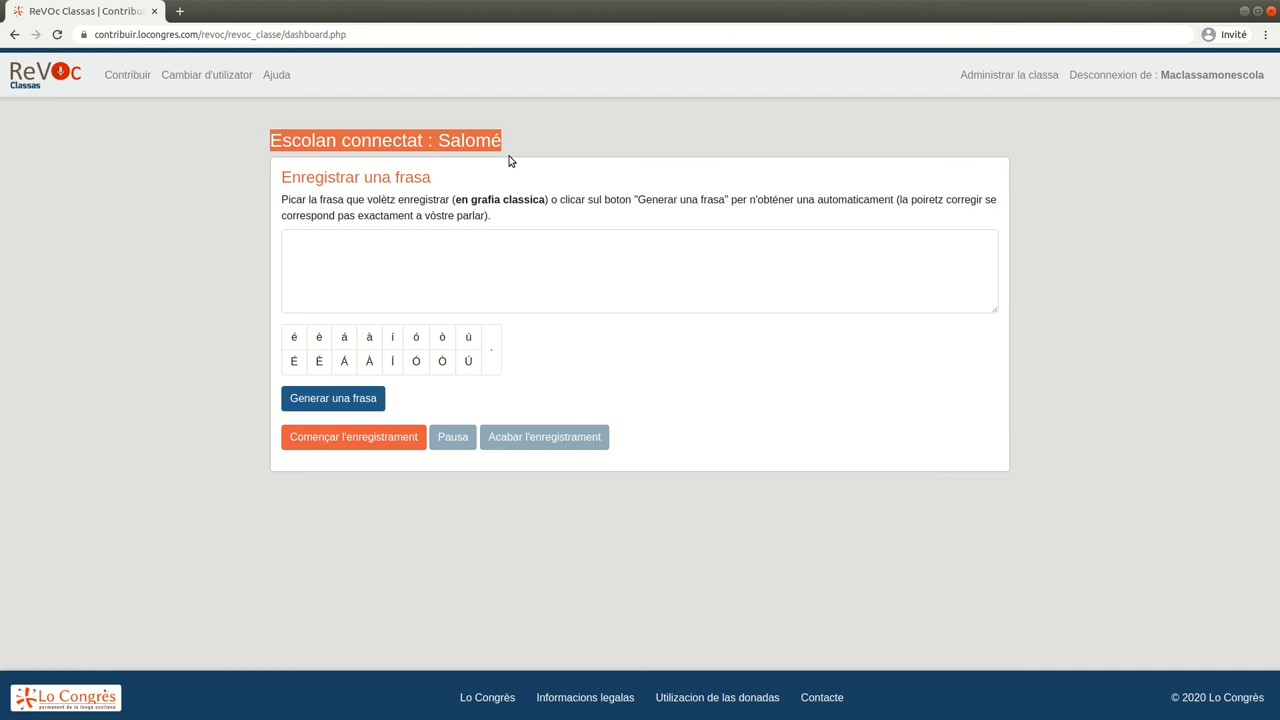 ReVOc Classas | Contribui
contribuir.locongres.com/revoc/revoc_classe/dashboard.php
Invité
ReVOc
Classas
Contribuir Cambiar d'utilizator Ajuda
Administrar la classa Desconnexion de : Maclassamonescola
Escolan connectat : Salomé
Enregistrar una frasa
Picar la frasa que volètz enregistrar (en grafia classica) o clicar sul boton "Generar una frasa" per n'obténer una automaticament (la poiretz corregir se
correspond pas exactament a vòstre parlar).
é è á à í ó ò ú ·
É È Á À Í Ó Ò Ú
Generar una frasa
Començar l'enregistrament Pausa Acabar l'enregistrament
Lo Congrès
permanent de la lenga occitana
Lo Congrès Informacions legalas Utilizacion de las donadas Contacte
© 2020 Lo Congrès